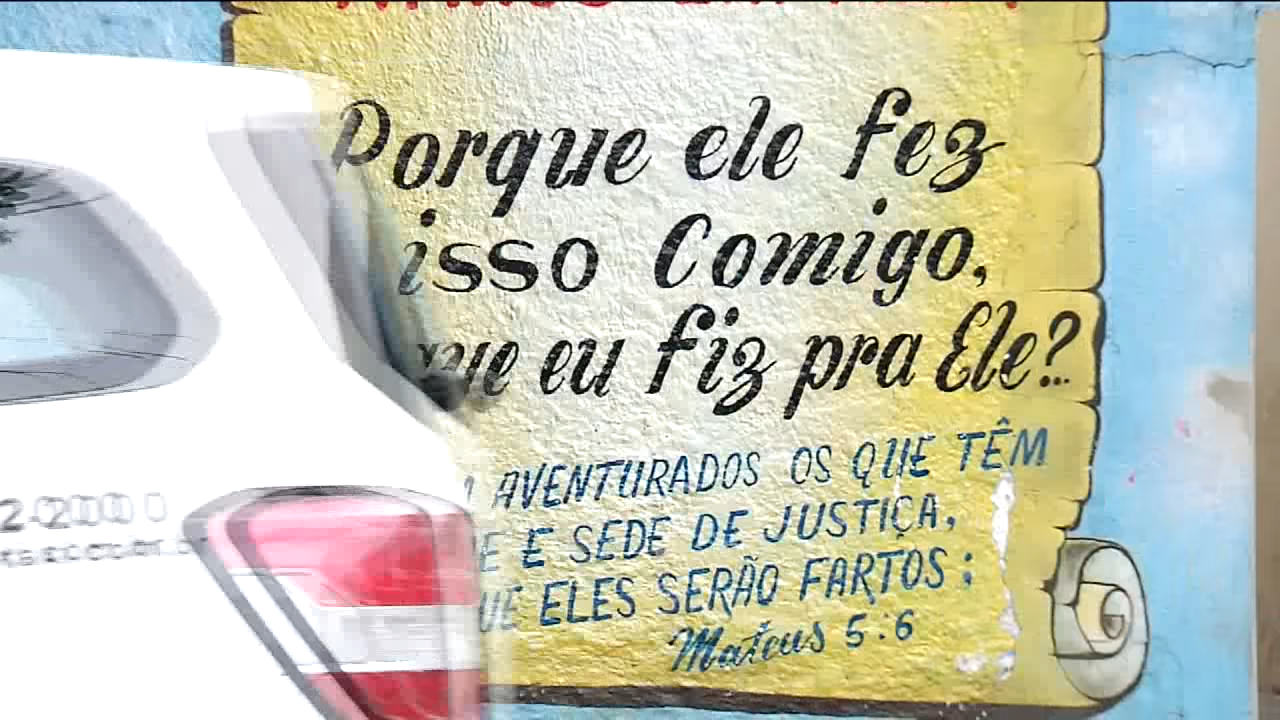 Porque ele fez
isso Comigo,
que eu fiz pra Ele?
AVENTURADOS OS QUE TÊM
E SEDE DE JUSTIÇA,
ELES SERÃO FARTOS:
Mateus 5:6